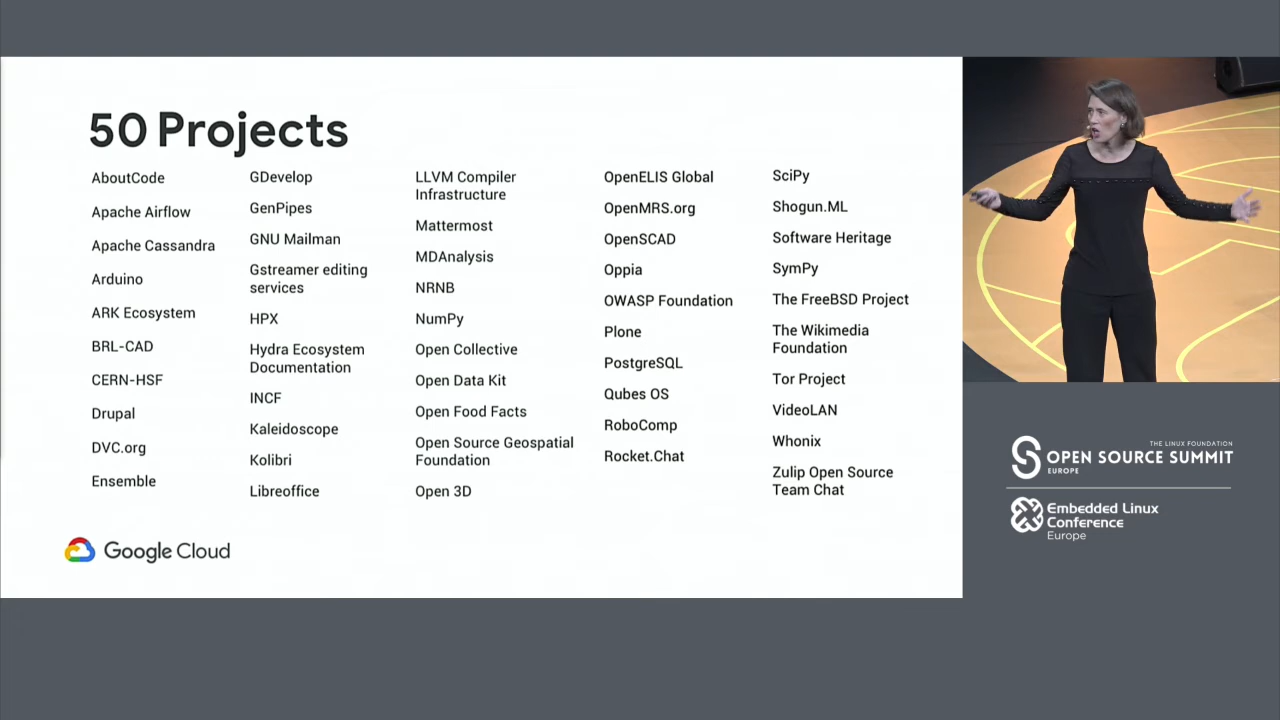 50 Projects
AboutCode
Apache Airflow
Apache Cassandra
Arduino
ARK Ecosystem
BRL-CAD
CERN-HSF
Drupal
DVC.org
Ensemble
GDevelop
GenPipes
GNU Mailman
Gstreamer editing
services
HPX
Hydra Ecosystem
Documentation
INCF
Kaleidoscope
Kolibri
Libreoffice
LLVM Compiler
Infrastructure
Mattermost
MDAnalysis
NRNB
NumPy
Open Collective
Open Data Kit
Open Food Facts
Open Source Geospatial
Foundation
Open 3D
OpenELIS Global
OpenMRS.org
OpenSCAD
Oppia
OWASP Foundation
Plone
PostgreSQL
Qubes OS
RoboComp
Rocket.Chat
SciPy
Shogun.ML
Software Heritage
SymPy
The FreeBSD Project
The Wikimedia
Foundation
Tor Project
VideoLAN
Whonix
Zulip Open Source
Team Chat
Google Cloud
THE LINUX FOUNDATION
OPEN SOURCE SUMMIT
EUROPE
Embedded Linux
Conference
Europe